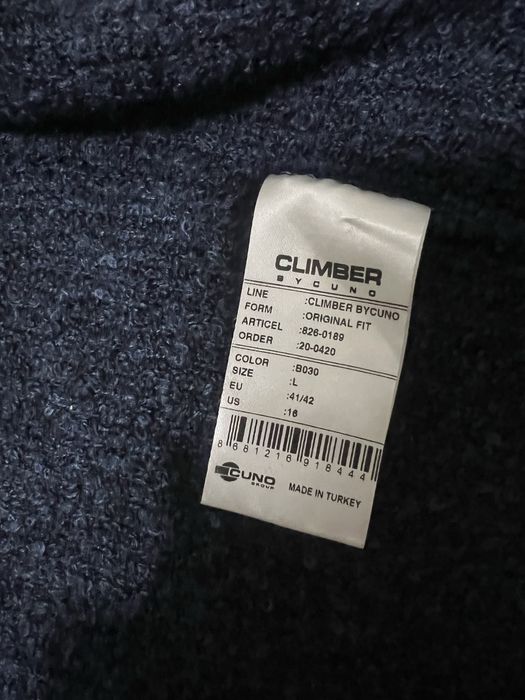 CLIMBER
BYCUNO
LINE :CLIMBER BYCUNO
FORM :ORIGINAL FIT
ARTICEL :826-0189
ORDER :20-0420
COLOR :B030
SIZE :L
EU :41/42
US :16
8681216918444
CUNO
GROUP
MADE IN TURKEY